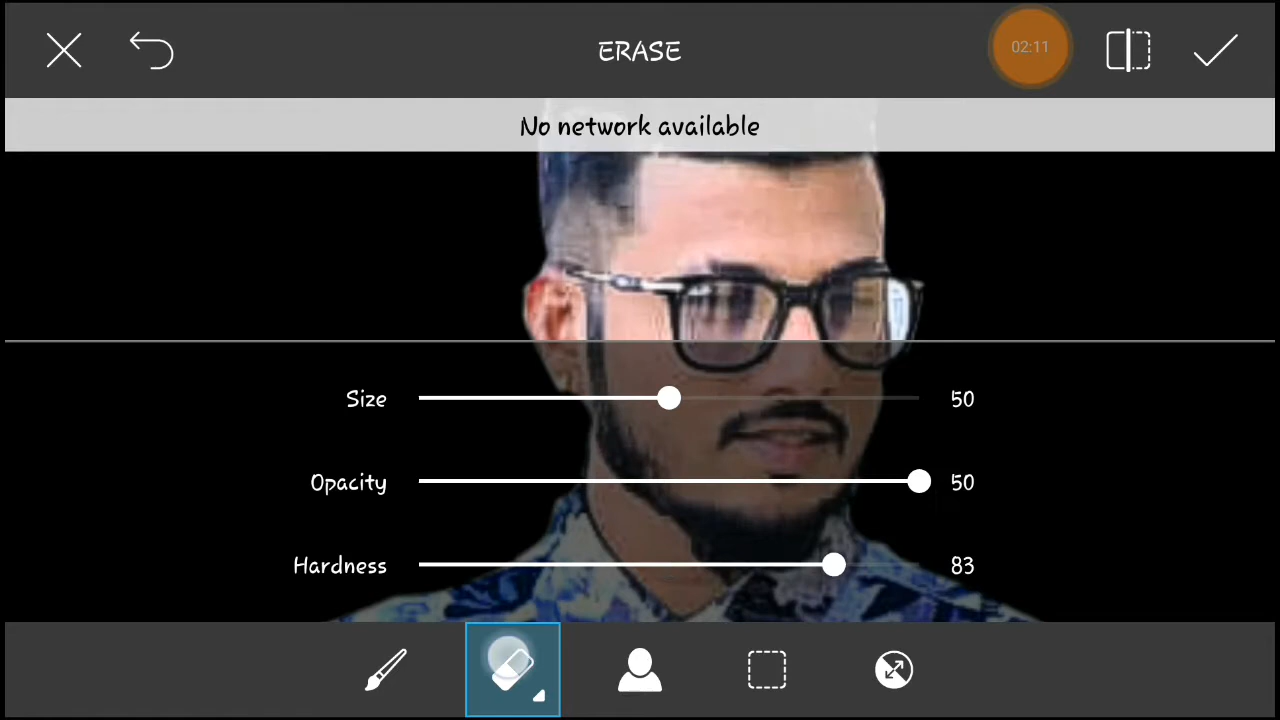 ERASE
02:11
No network available
Size 50
Opacity 50
Hardness 83